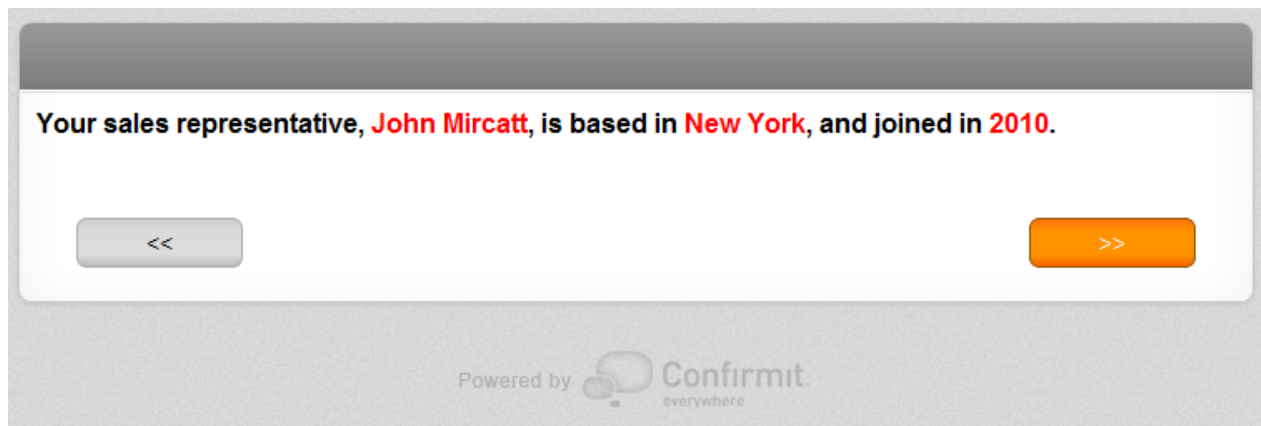 Your sales representative, John Mircatt, is based in New York, and joined in 2010.
<< >>
Powered by Confirmit.
everywhere